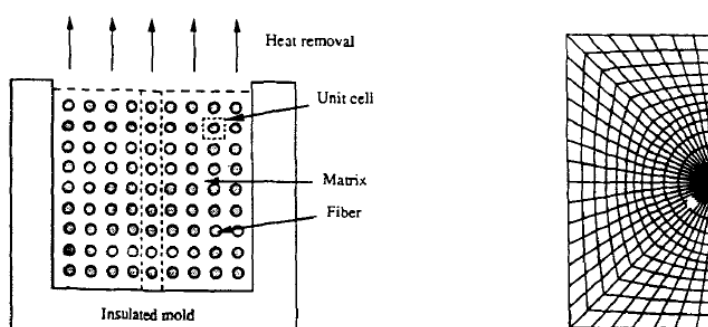 Heat removal
Unit cell
Matrix
Fiber
Insulated mold